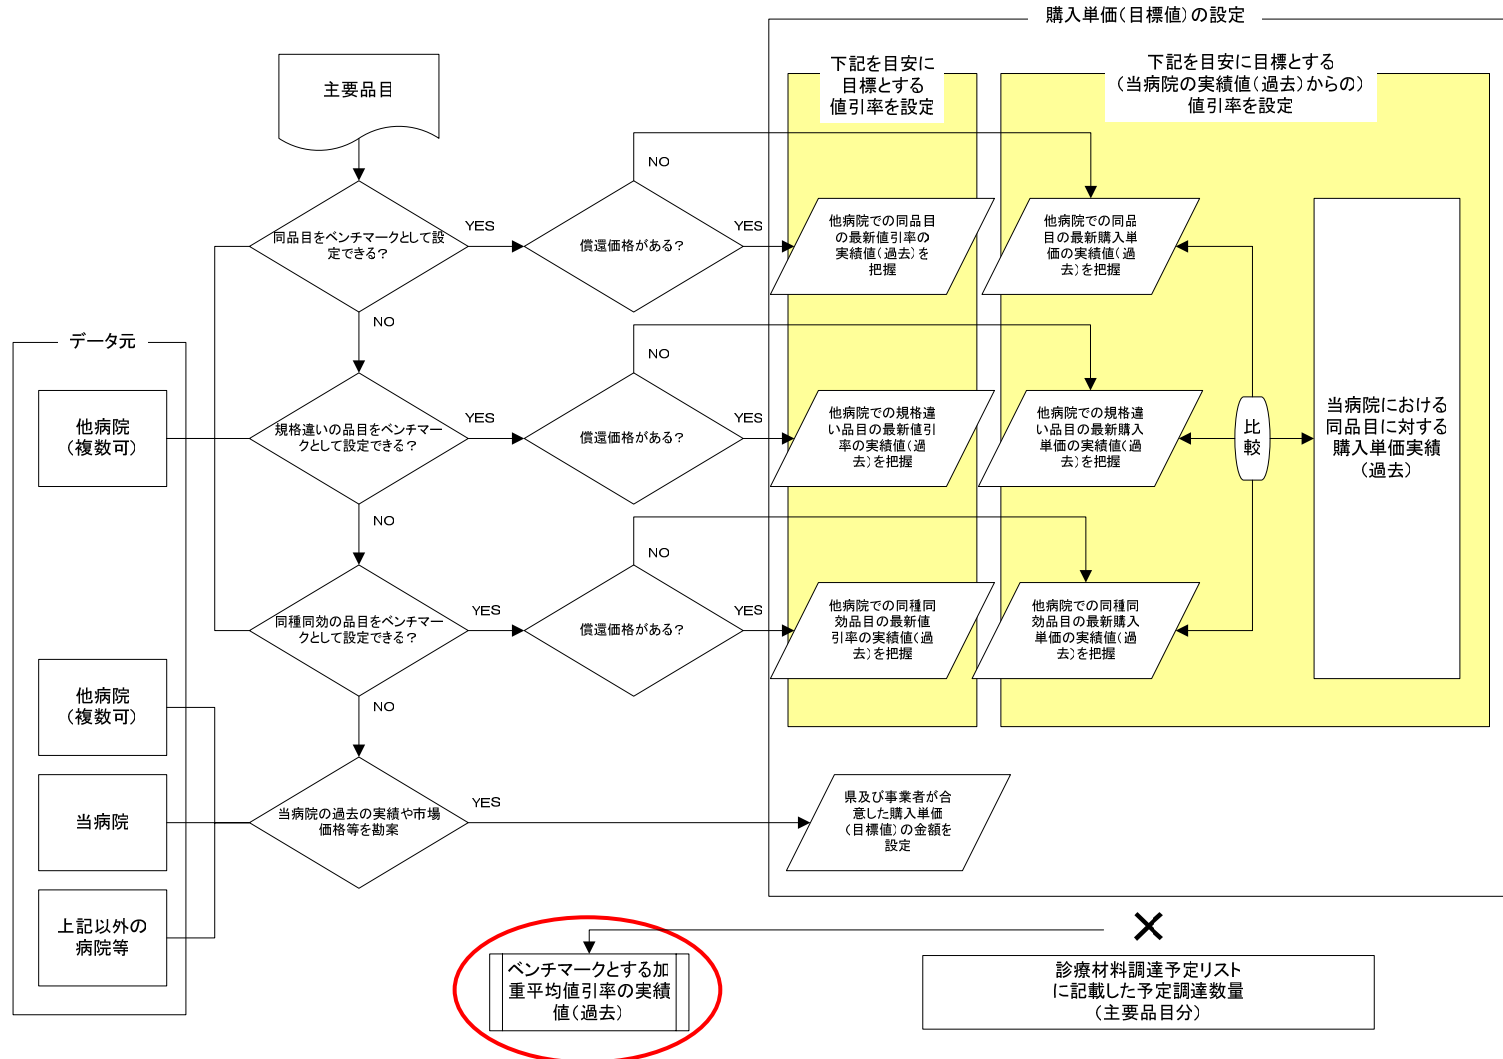 購入単価(目標値)の設定
下記を目安に
目標とする
値引率を設定
下記を目安に目標とする
(当病院の実績値(過去)からの)
値引率を設定
主要品目
NO
同品目をベンチマークとして設
定できる?
YES
償還価格がある?
YES
他病院での同品目
の最新値引率の
実績値(過去)を
把握
他病院での同品
目の最新購入単
価の実績値(過
去)を把握
NO
データ元
NO
他病院
(複数可)
規格違いの品目をベンチマー
クとして設定できる?
YES
償還価格がある?
YES
他病院での規格違
い品目の最新値引
率の実績値(過
去)を把握
他病院での規格違
い品目の最新購入
単価の実績値(過
去)を把握
比
較
当病院における
同品目に対する
購入単価実績
(過去)
NO
NO
同種同効の品目をベンチマー
クとして設定できる?
YES
償還価格がある?
YES
他病院での同種同
効品目の最新値
引率の実績値(過
去)を把握
他病院での同種同
効品目の最新購入
単価の実績値(過
去)を把握
他病院
(複数可)
NO
当病院
当病院の過去の実績や市場
価格等を勘案
YES
県及び事業者が合
意した購入単価
(目標値)の金額を
設定
上記以外の
病院等
ベンチマークとする加
重平均値引率の実績
値(過去)
×
診療材料調達予定リスト
に記載した予定調達数量
(主要品目分)